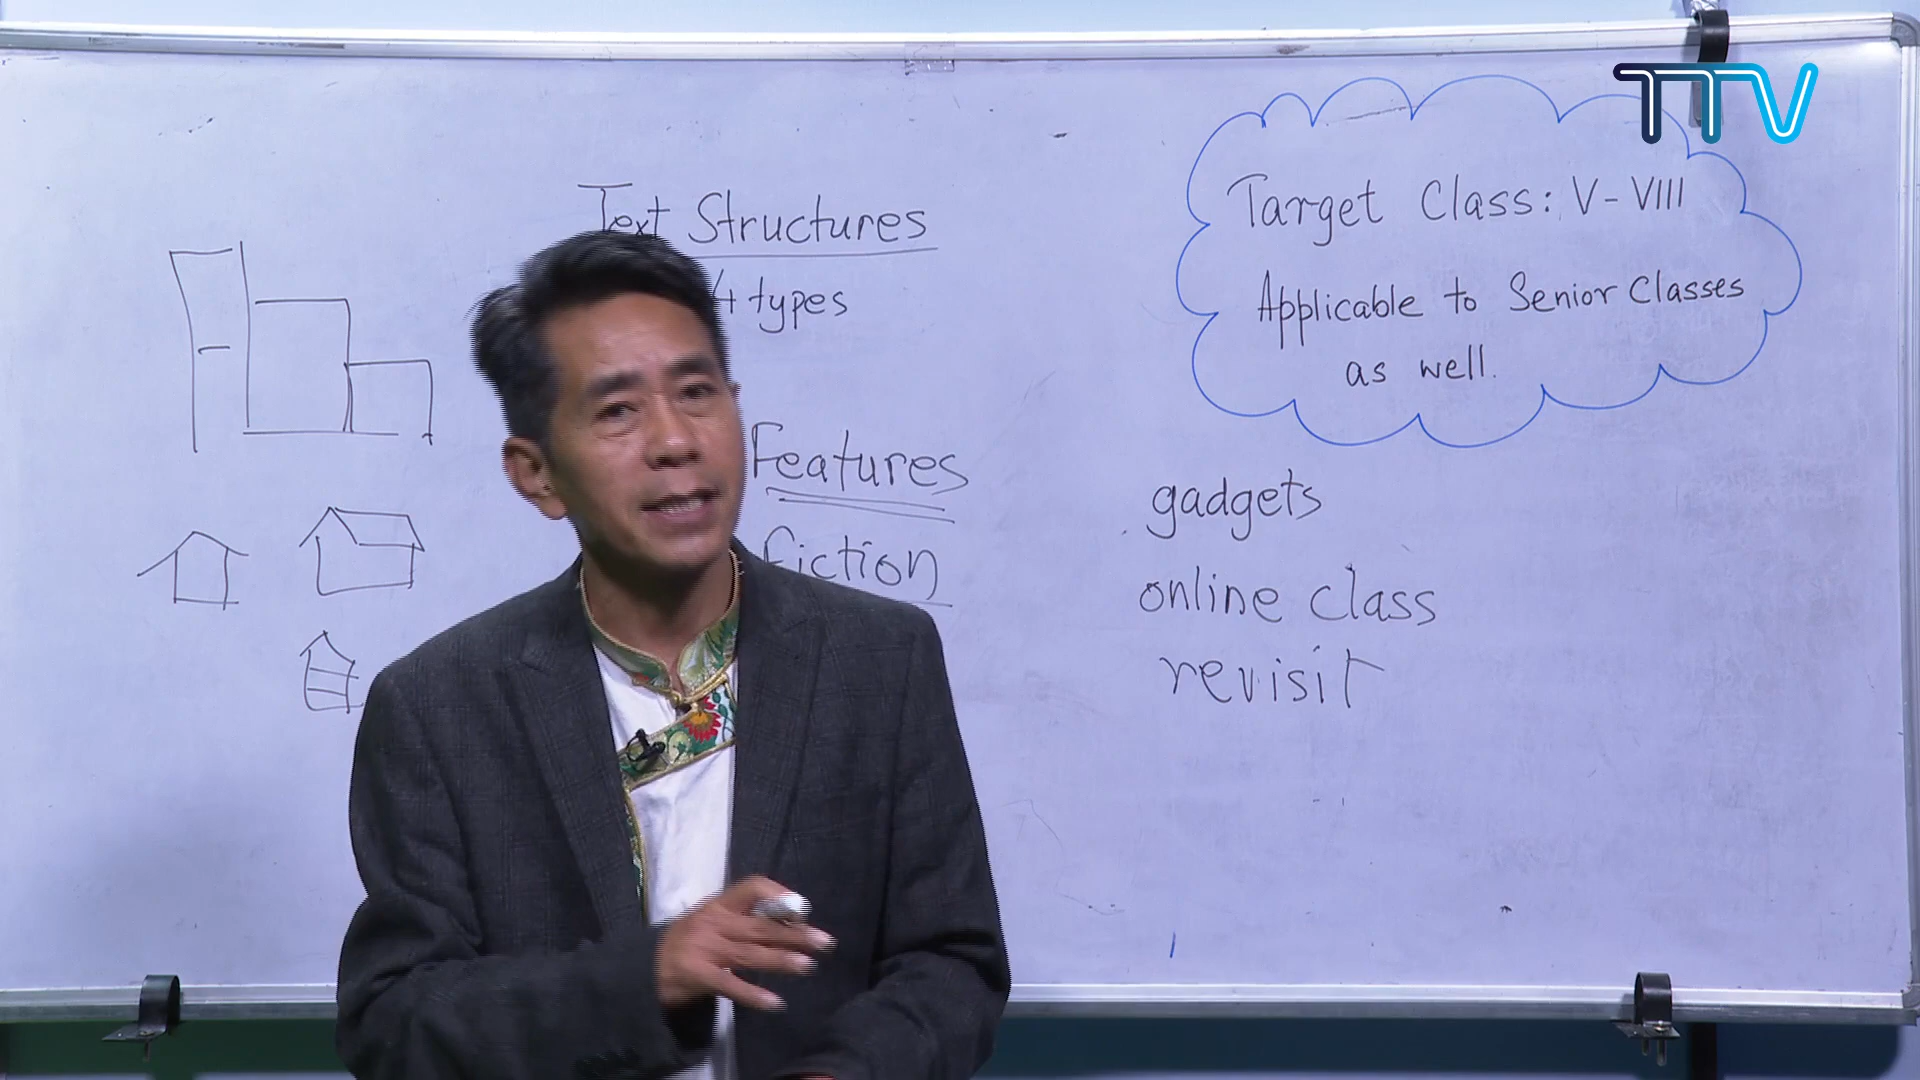 TTV
Text Structures
4 types
Features
fiction
Target Class: V-VIII
Applicable to Senior Classes
as well.
gadgets
online class
revisit